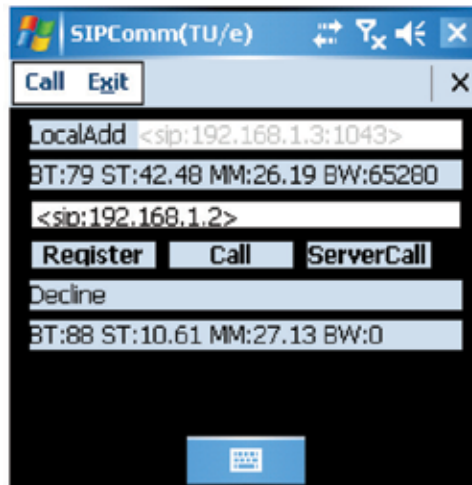 SIPComm(TU/e)
Call Exit
LocalAdd <sip:192.168.1.3:1043>
BT:79 ST:42.48 MM:26.19 BW:65280
<sip:192.168.1.2>
Register Call ServerCall
Decline
BT:88 ST:10.61 MM:27.13 BW:0